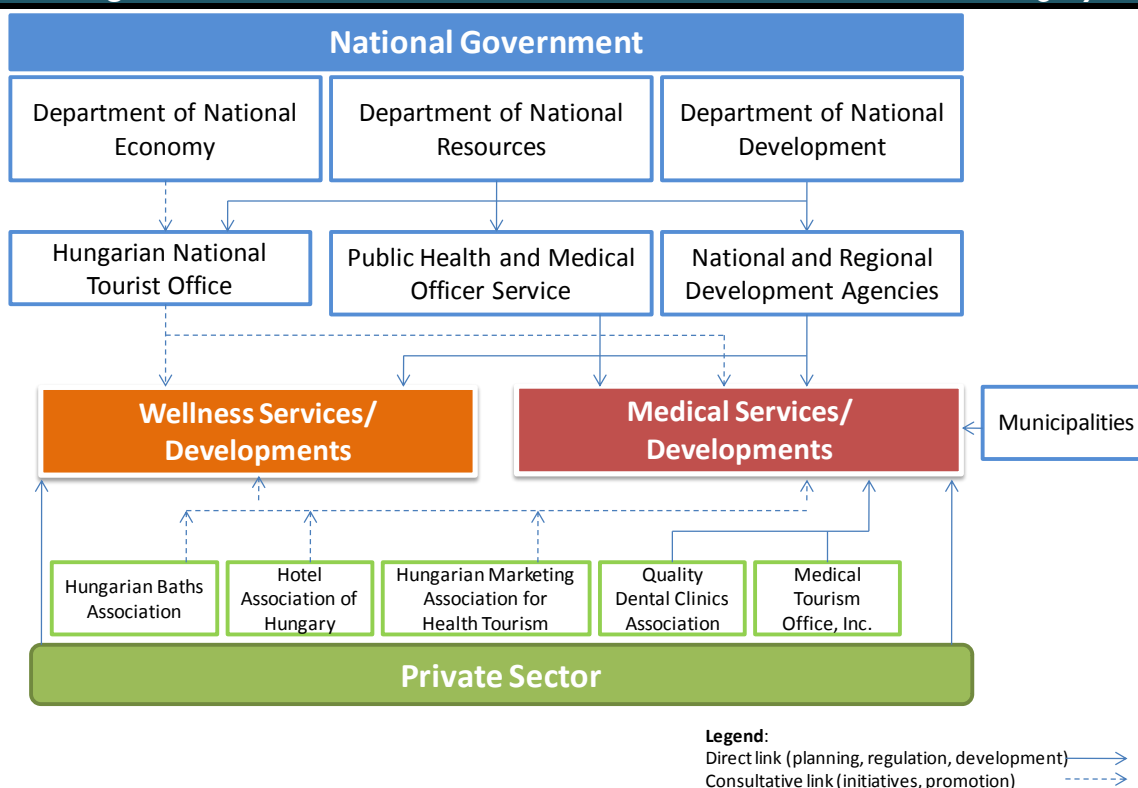 National Government
Department of National
Economy
Department of National
Resources
Department of National
Development
Hungarian National
Tourist Office
Public Health and Medical
Officer Service
National and Regional
Development Agencies
Wellness Services/
Developments
Medical Services/
Developments
Municipalities
Hungarian Baths
Association
Hotel
Association of
Hungary
Hungarian Marketing
Association for
Health Tourism
Quality
Dental Clinics
Association
Medical
Tourism
Office, Inc.
Private Sector
Legend:
Direct link (planning, regulation, development)
Consultative link (initiatives, promotion)